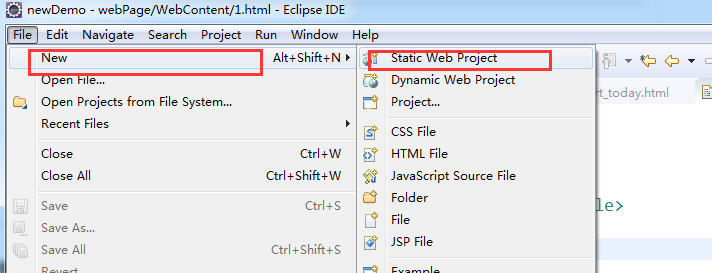 newDemo - webPage/WebContent/1.html - Eclipse IDE
File Edit Navigate Search Project Run Window Help
New Alt+Shift+N
Open File...
Open Projects from File System...
Recent Files
Close Ctrl+W
Close All Ctrl+Shift+W
Save Ctrl+S
Save As...
Save All Ctrl+Shift+S
Revert
Static Web Project
Dynamic Web Project
Project...
CSS File
HTML File
JavaScript Source File
Folder
File
JSP File
Example
rt_today.html
le>